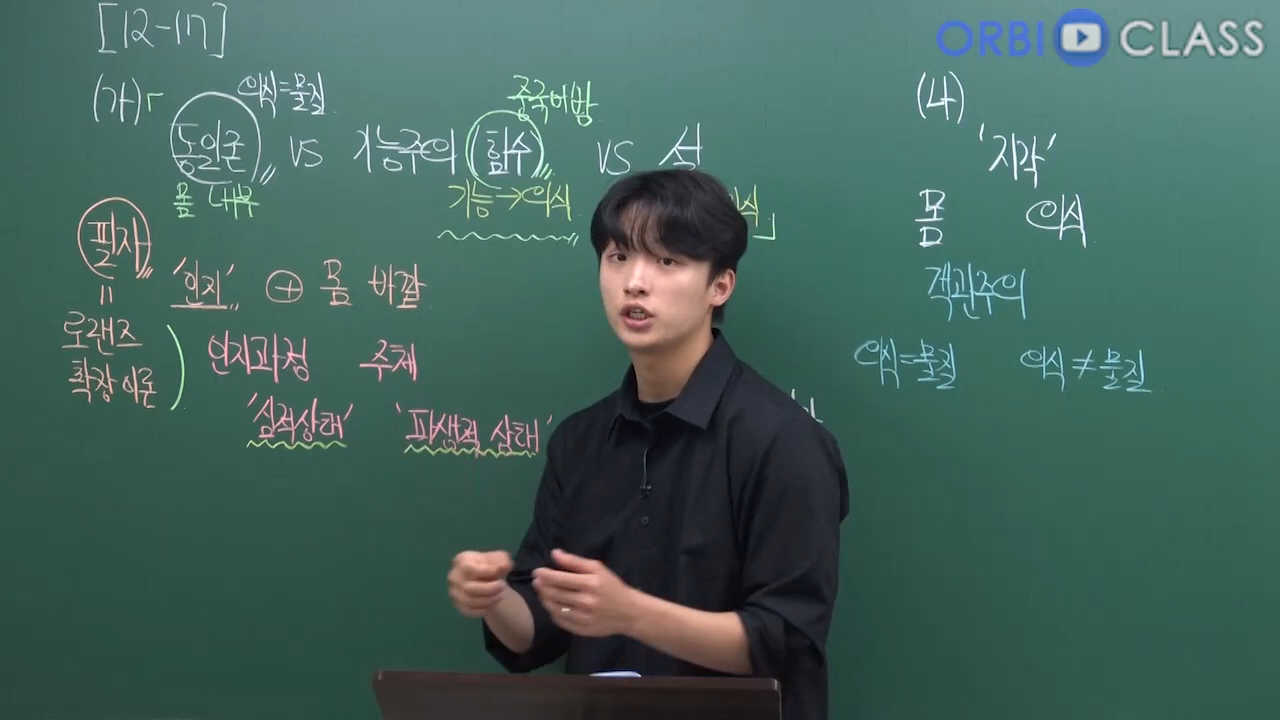 ORBI CLASS
[12-17]
(가)
의식=물질
중국어 방
동일론 VS 기능주의 (함수) VS 설
몸 내부
기능→의식
식」
필자
=
로랜즈
확장이론
'인지' ⊕ 몸 바깥
인지과정 주체
'심적상태' '파생적 상태'
(나)
'지각'
몸 의식
객관주의
의식=물질 의식≠물질